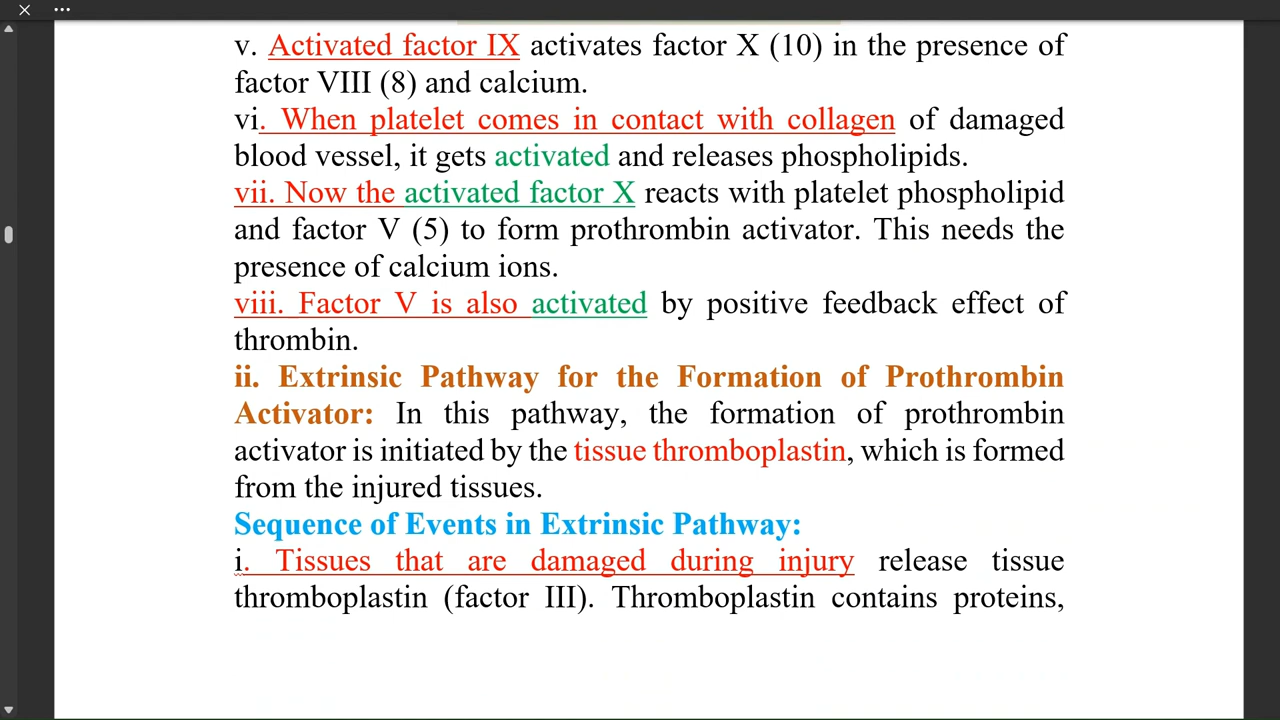 v. Activated factor IX activates factor X (10) in the presence of
factor VIII (8) and calcium.
vi. When platelet comes in contact with collagen of damaged
blood vessel, it gets activated and releases phospholipids.
vii. Now the activated factor X reacts with platelet phospholipid
and factor V (5) to form prothrombin activator. This needs the
presence of calcium ions.
viii. Factor V is also activated by positive feedback effect of
thrombin.
ii. Extrinsic Pathway for the Formation of Prothrombin
Activator: In this pathway, the formation of prothrombin
activator is initiated by the tissue thromboplastin, which is formed
from the injured tissues.
Sequence of Events in Extrinsic Pathway:
i. Tissues that are damaged during injury release tissue
thromboplastin (factor III). Thromboplastin contains proteins,